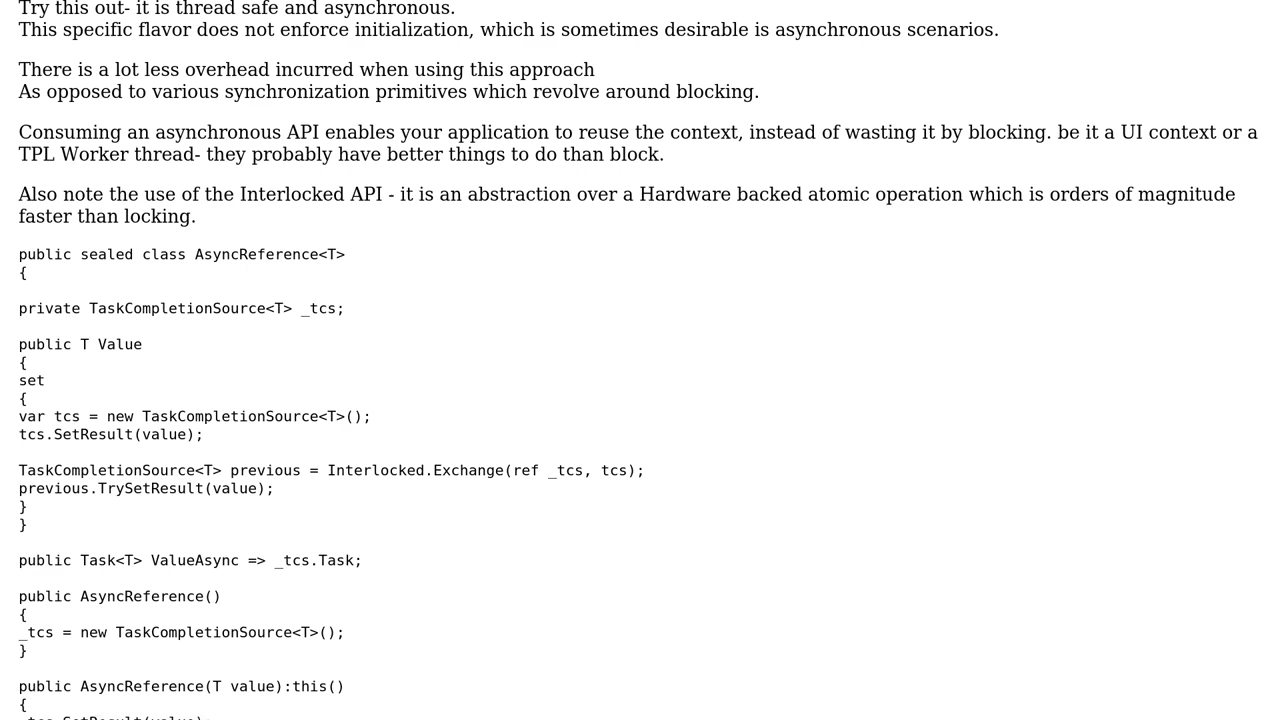 Try this out- it is thread safe and asynchronous.
This specific flavor does not enforce initialization, which is sometimes desirable is asynchronous scenarios.
There is a lot less overhead incurred when using this approach
As opposed to various synchronization primitives which revolve around blocking.
Consuming an asynchronous API enables your application to reuse the context, instead of wasting it by blocking. be it a UI context or a
TPL Worker thread- they probably have better things to do than block.
Also note the use of the Interlocked API - it is an abstraction over a Hardware backed atomic operation which is orders of magnitude
faster than locking.
public sealed class AsyncReference<T>
{
private TaskCompletionSource<T> _tcs;
public T Value
{
set
{
var tcs = new TaskCompletionSource<T>();
tcs.SetResult(value);
TaskCompletionSource<T> previous = Interlocked.Exchange(ref _tcs, tcs);
previous.TrySetResult(value);
}
}
public Task<T> ValueAsync => _tcs.Task;
public AsyncReference()
{
_tcs = new TaskCompletionSource<T>();
}
public AsyncReference(T value):this()
{
_tcs.SetResult(value);